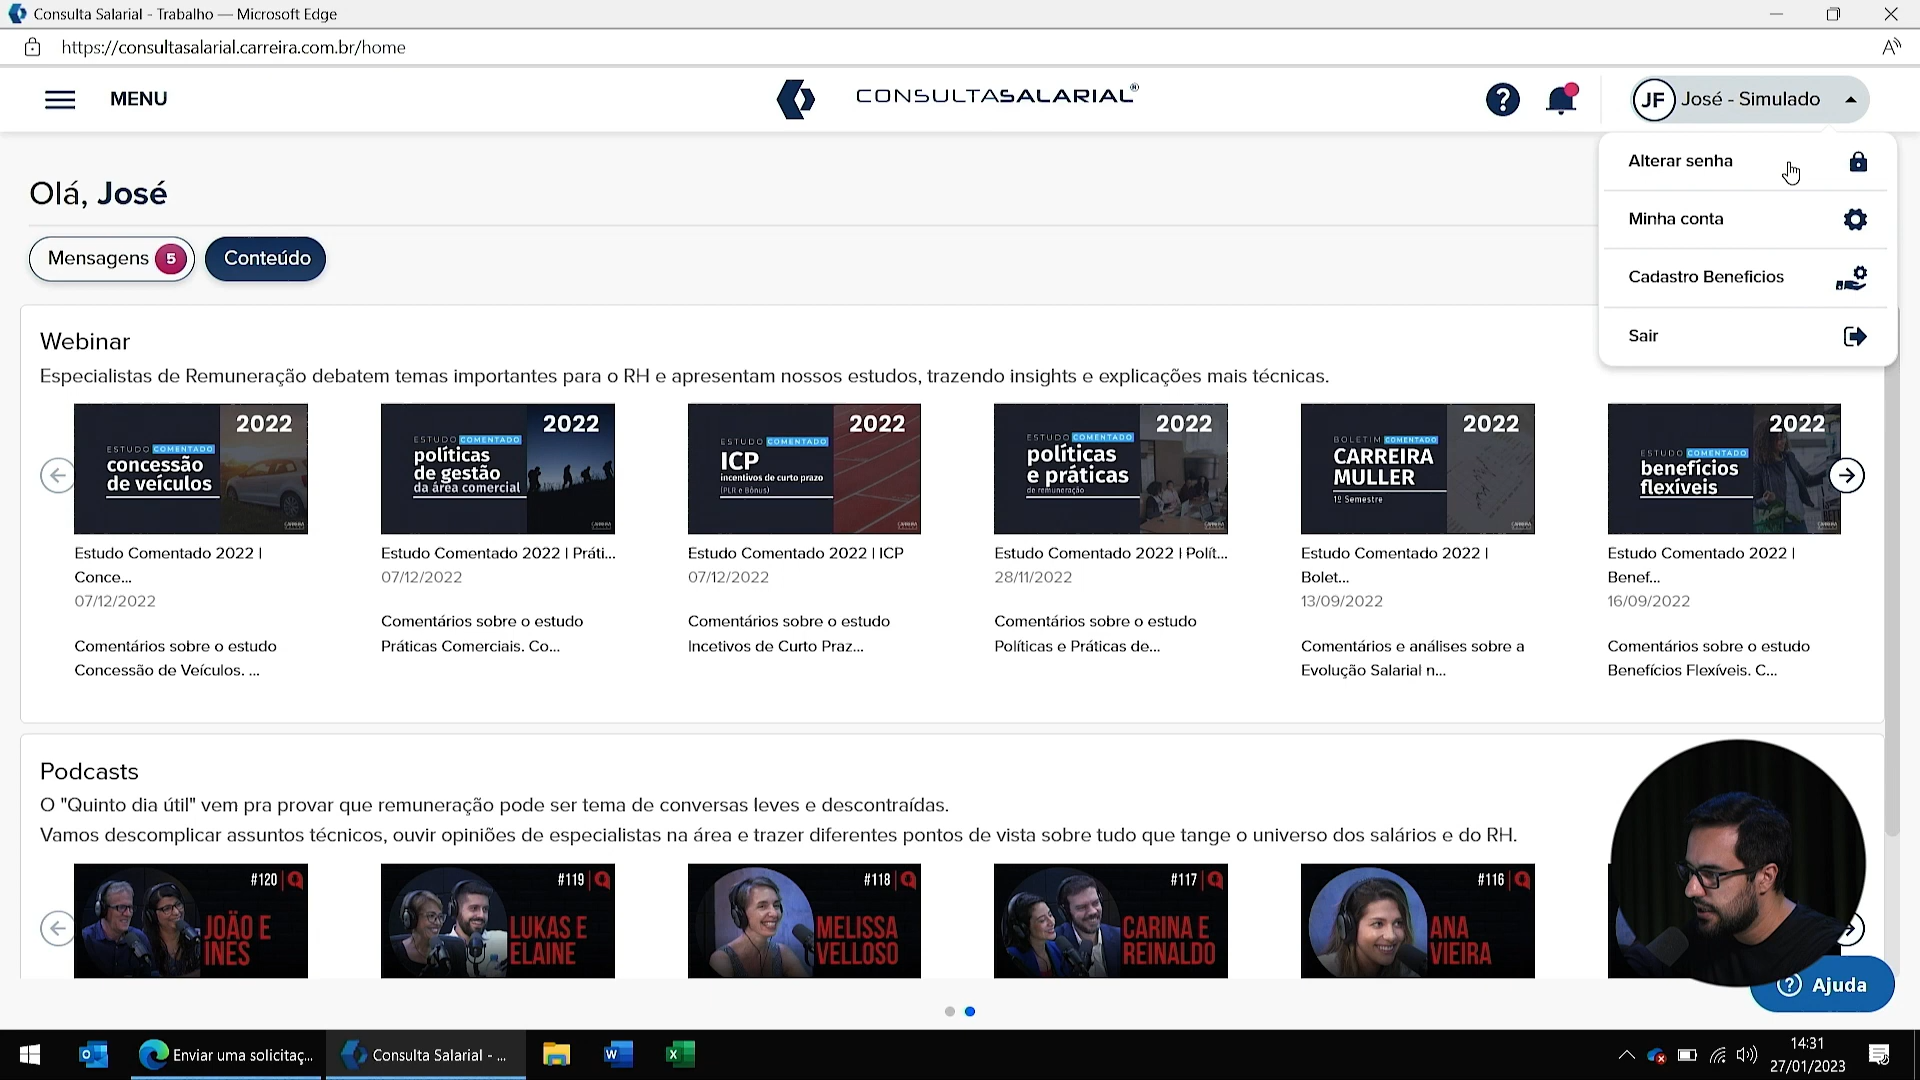 Consulta Salarial - Trabalho — Microsoft Edge
https://consultasalarial.carreira.com.br/home
MENU
CONSULTASALARIAL®
JF José - Simulado
Alterar senha
Minha conta
Cadastro Beneficios
Sair
Olá, José
Mensagens 5
Conteúdo
Webinar
Especialistas de Remuneração debatem temas importantes para o RH e apresentam nossos estudos, trazendo insights e explicações mais técnicas.
2022
ESTUDO COMENTADO
concessão
de veículos
Estudo Comentado 2022 |
Conce...
07/12/2022
Comentários sobre o estudo
Concessão de Veículos. ...
2022
ESTUDO COMENTADO
políticas
de gestão
da área comercial
Estudo Comentado 2022 | Práti...
07/12/2022
Comentários sobre o estudo
Práticas Comerciais. Co...
2022
ESTUDO COMENTADO
ICP
incentivos de curto prazo
(PLR e Bônus)
Estudo Comentado 2022 | ICP
07/12/2022
Comentários sobre o estudo
Incetivos de Curto Praz...
2022
ESTUDO COMENTADO
políticas
e práticas
de remuneração
Estudo Comentado 2022 | Polít...
28/11/2022
Comentários sobre o estudo
Políticas e Práticas de...
2022
BOLETIM COMENTADO
CARREIRA
MULLER
1º Semestre
Estudo Comentado 2022 |
Bolet...
13/09/2022
Comentários e análises sobre a
Evolução Salarial n...
2022
ESTUDO COMENTADO
benefícios
flexíveis
Estudo Comentado 2022 |
Benef...
16/09/2022
Comentários sobre o estudo
Benefícios Flexíveis. C...
Podcasts
O "Quinto dia útil" vem pra provar que remuneração pode ser tema de conversas leves e descontraídas.
Vamos descomplicar assuntos técnicos, ouvir opiniões de especialistas na área e trazer diferentes pontos de vista sobre tudo que tange o universo dos salários e do RH.
#120
JOÃO E
INÊS
#119
LUKAS E
ELAINE
#118
MELISSA
VELLOSO
#117
CARINA E
REINALDO
#116
ANA
VIEIRA
Ajuda
Enviar uma solicitaç...
Consulta Salarial - ...
14:31
27/01/2023